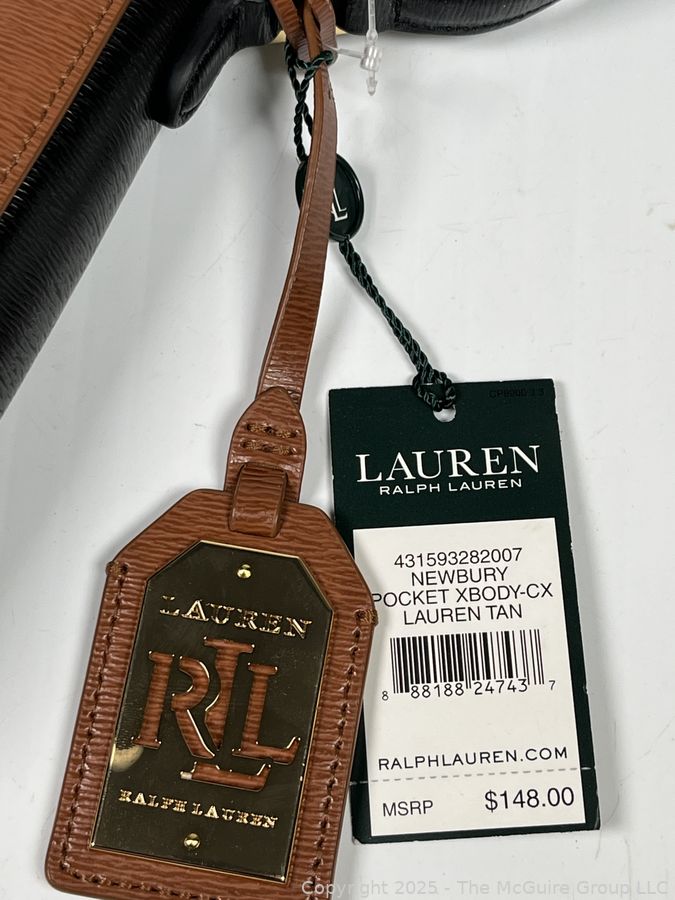 LAUREN
RALPH LAUREN
431593282007
NEWBURY
POCKET XBODY-CX
LAUREN TAN
8 88188 24743 7
RALPHLAUREN.COM
MSRP $148.00
LAUREN
RLL
RALPH LAUREN
Copyright © 2025 - The McGuire Group LLC